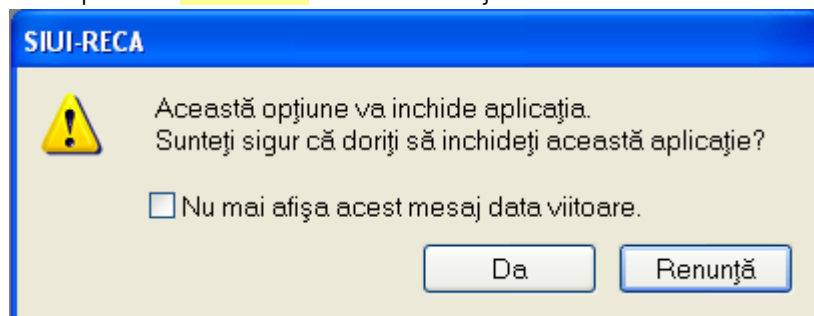 SIUI-RECA
Această opţiune va inchide aplicaţia.
Sunteţi sigur că doriţi să inchideţi această aplicaţie?
Nu mai afişa acest mesaj data viitoare.
Da
Renunţă